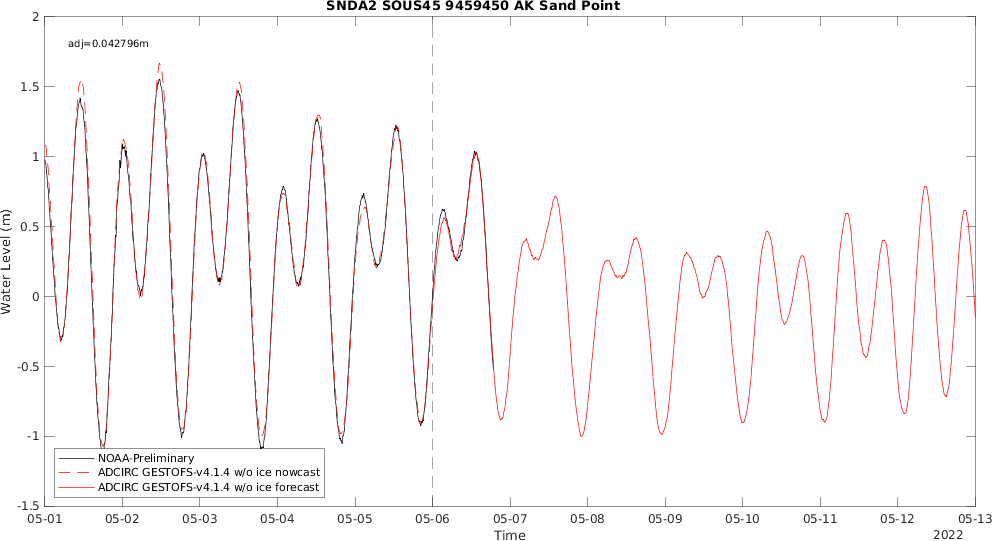 SNDA2 SOUS45 9459450 AK Sand Point
adj=0.042796m
Water Level (m)
2
1.5
1
0.5
0
-0.5
-1
-1.5
NOAA-Preliminary
ADCIRC GESTOFS-v4.1.4 w/o ice nowcast
ADCIRC GESTOFS-v4.1.4 w/o ice forecast
05-01 05-02 05-03 05-04 05-05 05-06 05-07 05-08 05-09 05-10 05-11 05-12 05-13
Time
2022